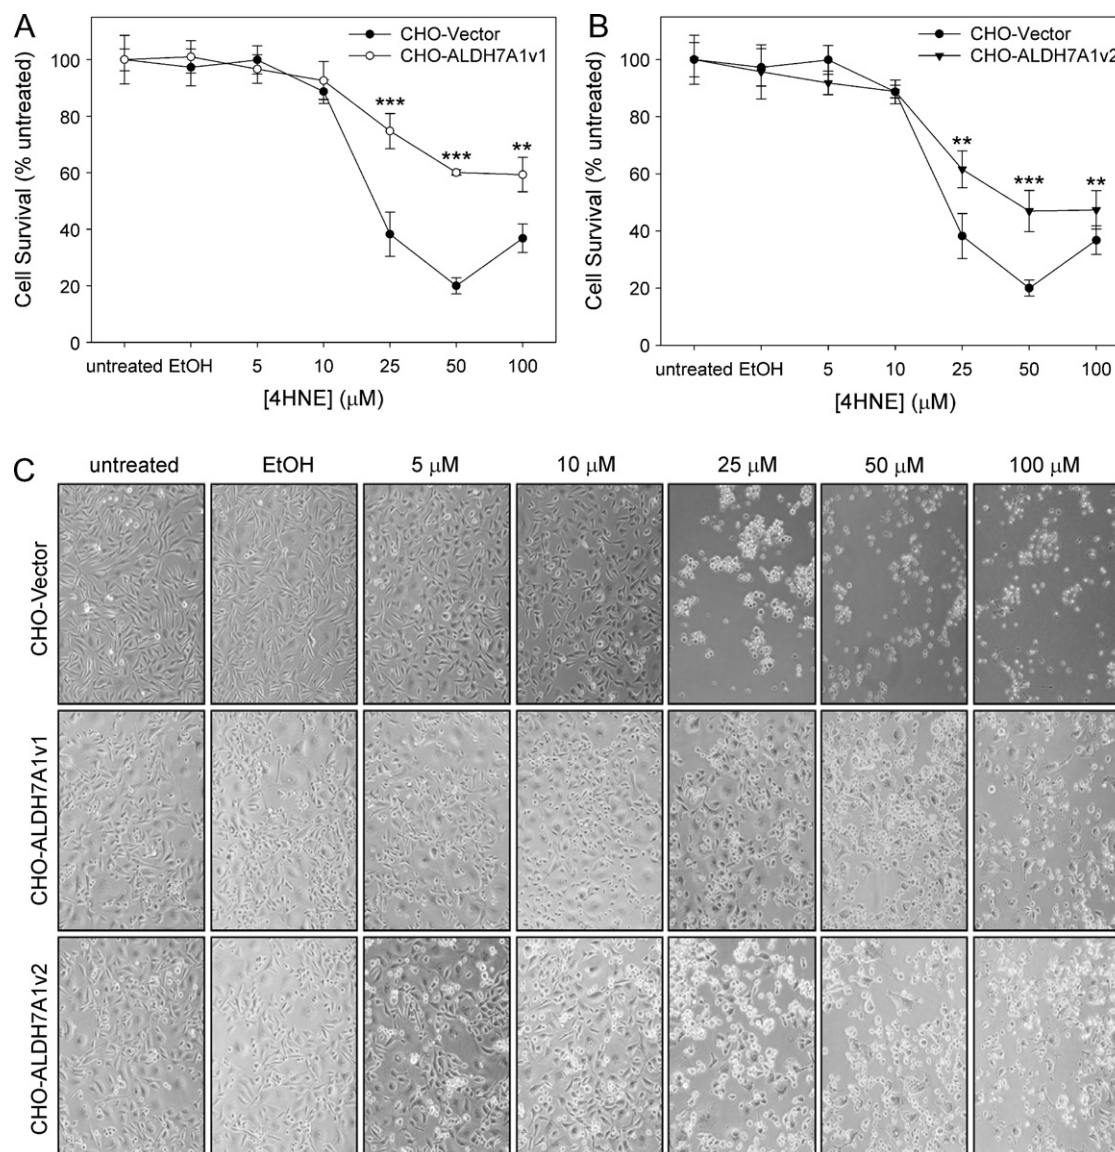 A
CHO-Vector
CHO-ALDH7A1v1
Cell Survival (% untreated)
100
80
60
40
20
0
***
***
**
untreated EtOH 5 10 25 50 100
[4HNE] (μM)
B
CHO-Vector
CHO-ALDH7A1v2
Cell Survival (% untreated)
100
80
60
40
20
0
**
***
**
untreated EtOH 5 10 25 50 100
[4HNE] (μM)
C
untreated EtOH 5 μM 10 μM 25 μM 50 μM 100 μM
CHO-Vector
CHO-ALDH7A1v1
CHO-ALDH7A1v2